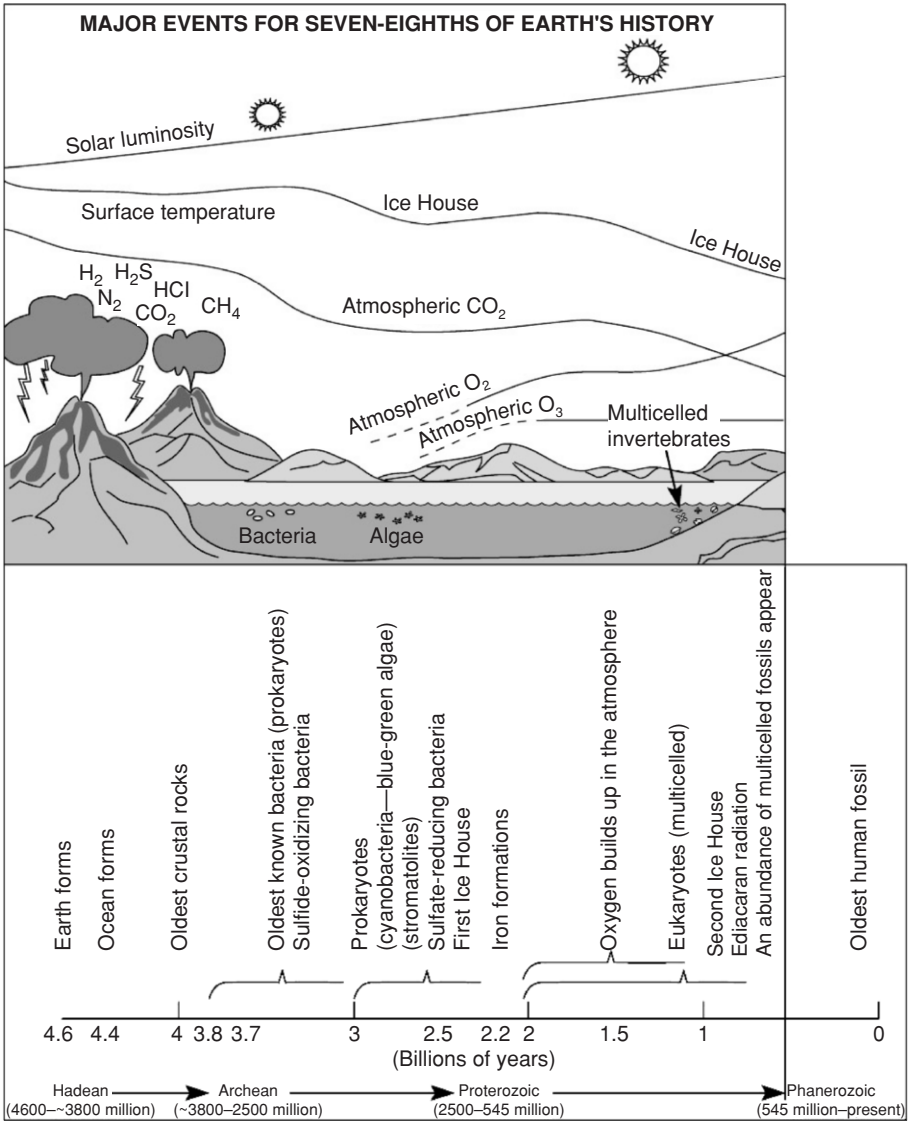 MAJOR EVENTS FOR SEVEN-EIGHTHS OF EARTH'S HISTORY
Solar luminosity
Surface temperature
Ice House
Ice House
H₂
H₂S
N₂
HCl
CO₂
CH₄
Atmospheric CO₂
Atmospheric O₂
Atmospheric O₃
Multicelled
invertebrates
Bacteria
Algae
Earth forms
Ocean forms
Oldest crustal rocks
Oldest known bacteria (prokaryotes)
Sulfide-oxidizing bacteria
Prokaryotes
(cyanobacteria—blue-green algae)
(stromatolites)
Sulfate-reducing bacteria
First Ice House
Iron formations
Oxygen builds up in the atmosphere
Eukaryotes (multicelled)
Second Ice House
Ediacaran radiation
An abundance of multicelled fossils appear
Oldest human fossil
4.6 4.4 4 3.8 3.7 3 2.5 2.2 2 1.5 1 0
(Billions of years)
Hadean Archean Proterozoic Phanerozoic
(4600–~3800 million) (~3800–2500 million) (2500–545 million) (545 million–present)